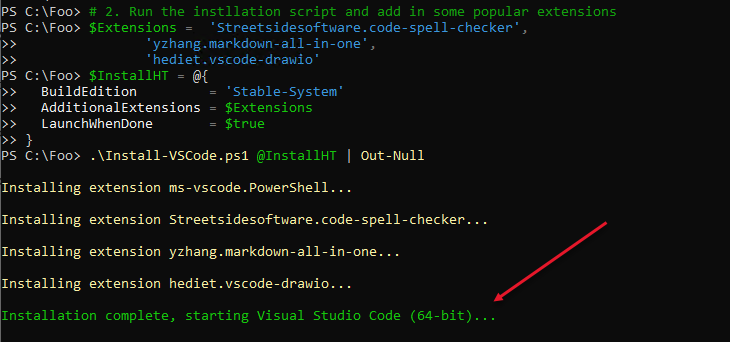 PS C:\Foo> # 2. Run the instllation script and add in some popular extensions
PS C:\Foo> $Extensions =  'Streetsidesoftware.code-spell-checker',
>>                'yzhang.markdown-all-in-one',
>>                'hediet.vscode-drawio'
PS C:\Foo> $InstallHT = @{
>>   BuildEdition         = 'Stable-System'
>>   AdditionalExtensions = $Extensions
>>   LaunchWhenDone       = $true
>> }
PS C:\Foo> .\Install-VSCode.ps1 @InstallHT | Out-Null
Installing extension ms-vscode.PowerShell...
Installing extension Streetsidesoftware.code-spell-checker...
Installing extension yzhang.markdown-all-in-one...
Installing extension hediet.vscode-drawio...
Installation complete, starting Visual Studio Code (64-bit)...